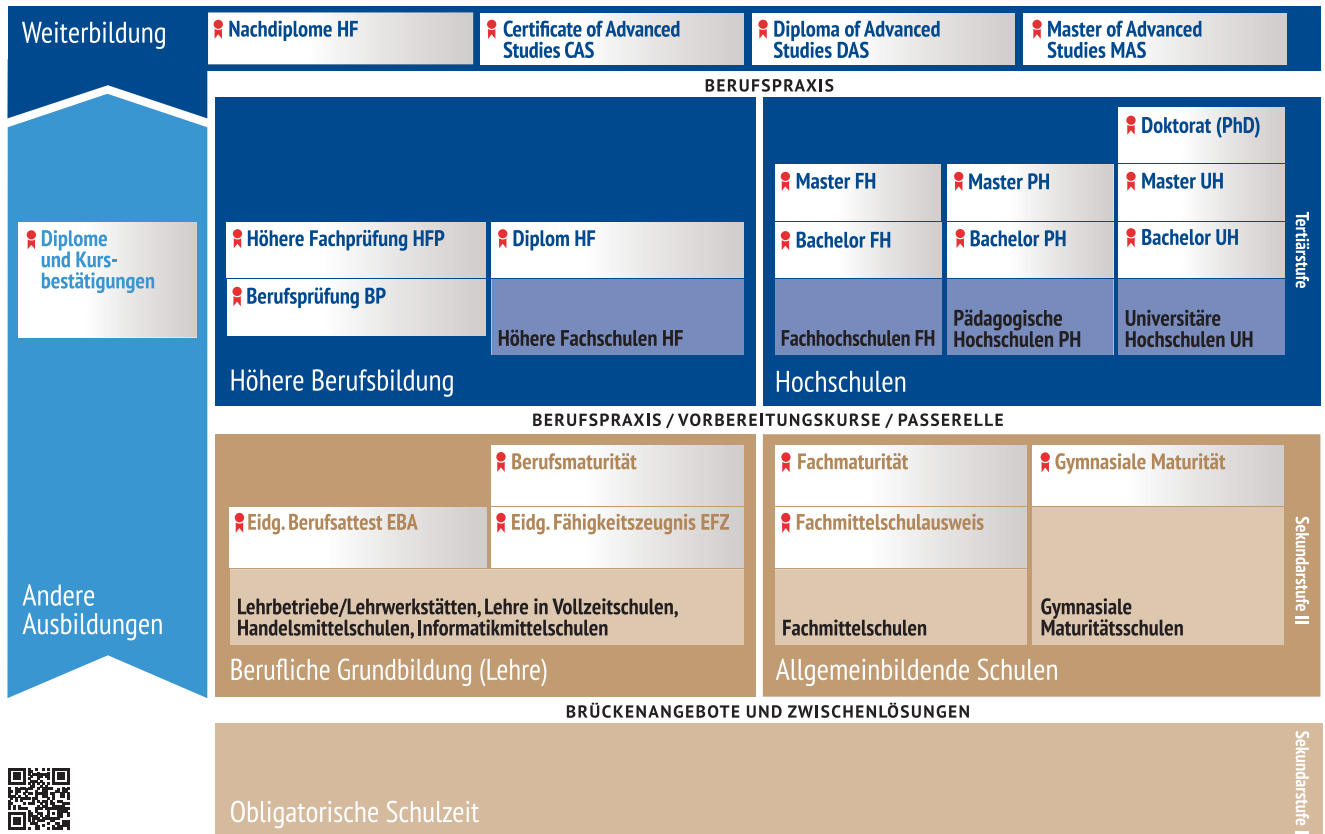 Weiterbildung
Nachdiplome HF
Certificate of Advanced
Studies CAS
Diploma of Advanced
Studies DAS
Master of Advanced
Studies MAS
BERUFSPRAXIS
Doktorat (PhD)
Master FH
Master PH
Master UH
Diplome
und Kurs-
bestätigungen
Höhere Fachprüfung HFP
Diplom HF
Bachelor FH
Bachelor PH
Bachelor UH
Berufsprüfung BP
Höhere Fachschulen HF
Fachhochschulen FH
Pädagogische
Hochschulen PH
Universitäre
Hochschulen UH
Höhere Berufsbildung
Hochschulen
Tertiärstufe
BERUFSPRAXIS / VORBEREITUNGSKURSE / PASSERELLE
Berufsmaturität
Fachmaturität
Gymnasiale Maturität
Eidg. Berufsattest EBA
Eidg. Fähigkeitszeugnis EFZ
Fachmittelschulausweis
Andere
Ausbildungen
Lehrbetriebe/Lehrwerkstätten, Lehre in Vollzeitschulen,
Handelsmittelschulen, Informatikmittelschulen
Fachmittelschulen
Gymnasiale
Maturitätsschulen
Berufliche Grundbildung (Lehre)
Allgemeinbildende Schulen
Sekundarstufe II
BRÜCKENANGEBOTE UND ZWISCHENLÖSUNGEN
Obligatorische Schulzeit
Sekundarstufe I